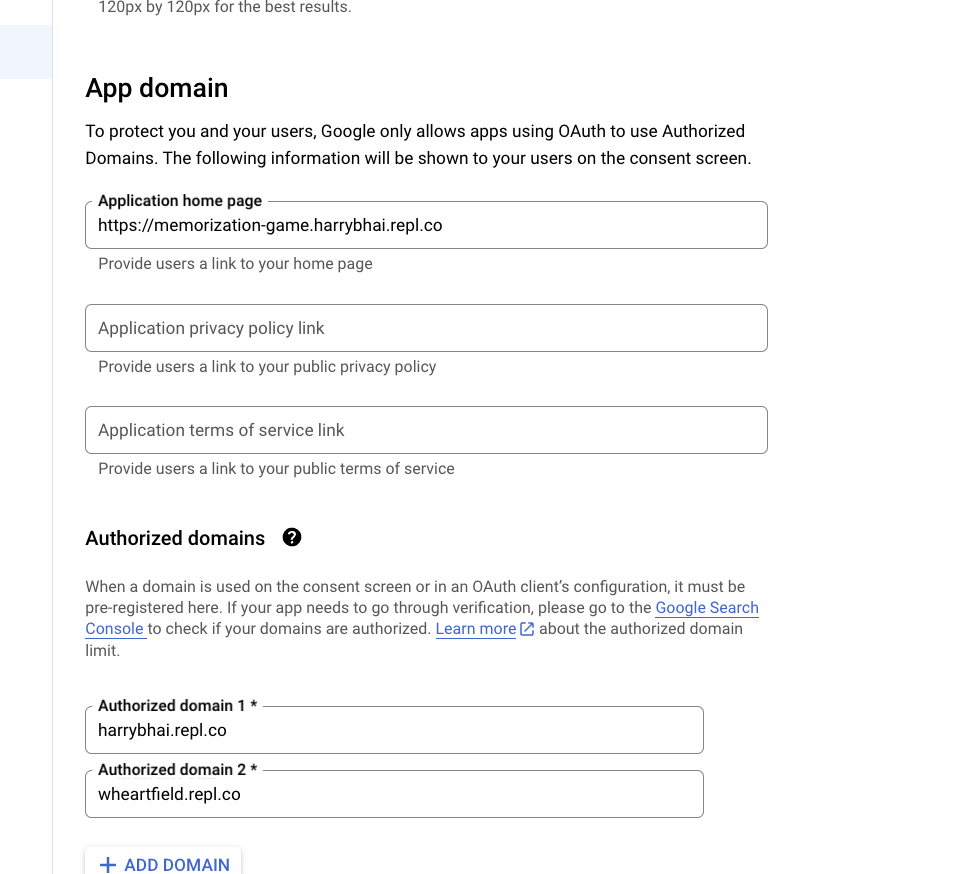 120px by 120px for the best results.
App domain
To protect you and your users, Google only allows apps using OAuth to use Authorized
Domains. The following information will be shown to your users on the consent screen.
Application home page
https://memorization-game.harrybhai.repl.co
Provide users a link to your home page
Application privacy policy link
Provide users a link to your public privacy policy
Application terms of service link
Provide users a link to your public terms of service
Authorized domains ?
When a domain is used on the consent screen or in an OAuth client’s configuration, it must be
pre-registered here. If your app needs to go through verification, please go to the Google Search
Console to check if your domains are authorized. Learn more about the authorized domain
limit.
Authorized domain 1 *
harrybhai.repl.co
Authorized domain 2 *
wheartfield.repl.co
+ ADD DOMAIN